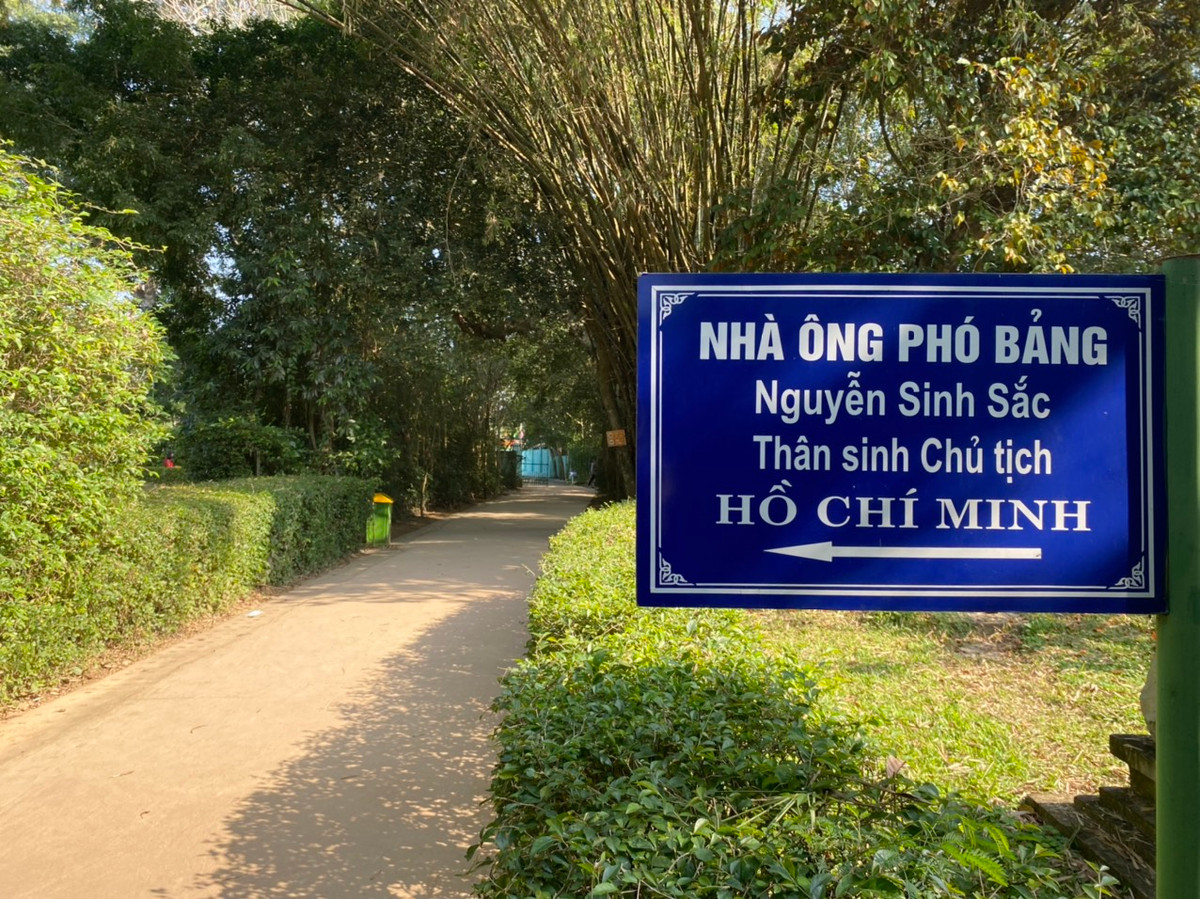 NHÀ ÔNG PHÓ BẢNG
Nguyễn Sinh Sắc
Thân sinh Chủ tịch
HỒ CHÍ MINH